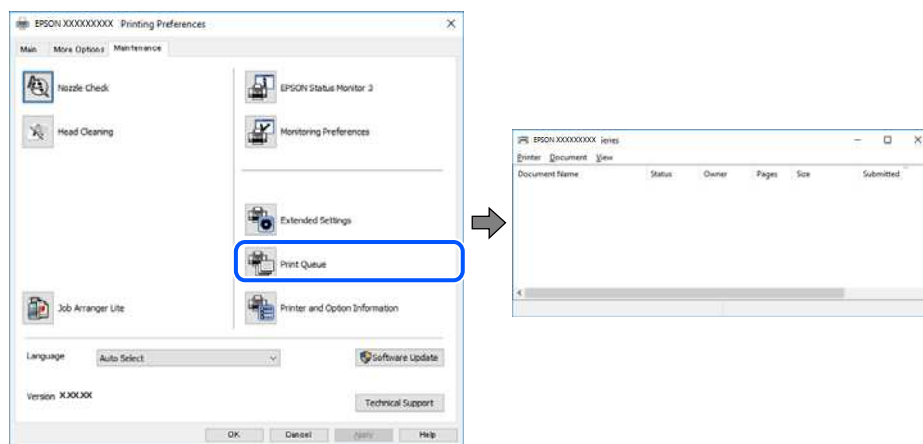 EPSON XXXXXXXXX Printing Preferences
Main More Options Maintenance
Nozzle Check
EPSON Status Monitor 3
Head Cleaning
Monitoring Preferences
Extended Settings
Print Queue
Job Arranger Lite
Printer and Option Information
Language Auto Select Software Update
Version X.XX.XX
Technical Support
OK Cancel Apply Help
EPSON XXXXXXXXX ieries
Printer Document View
Document Name Status Owner Pages Size Submitted